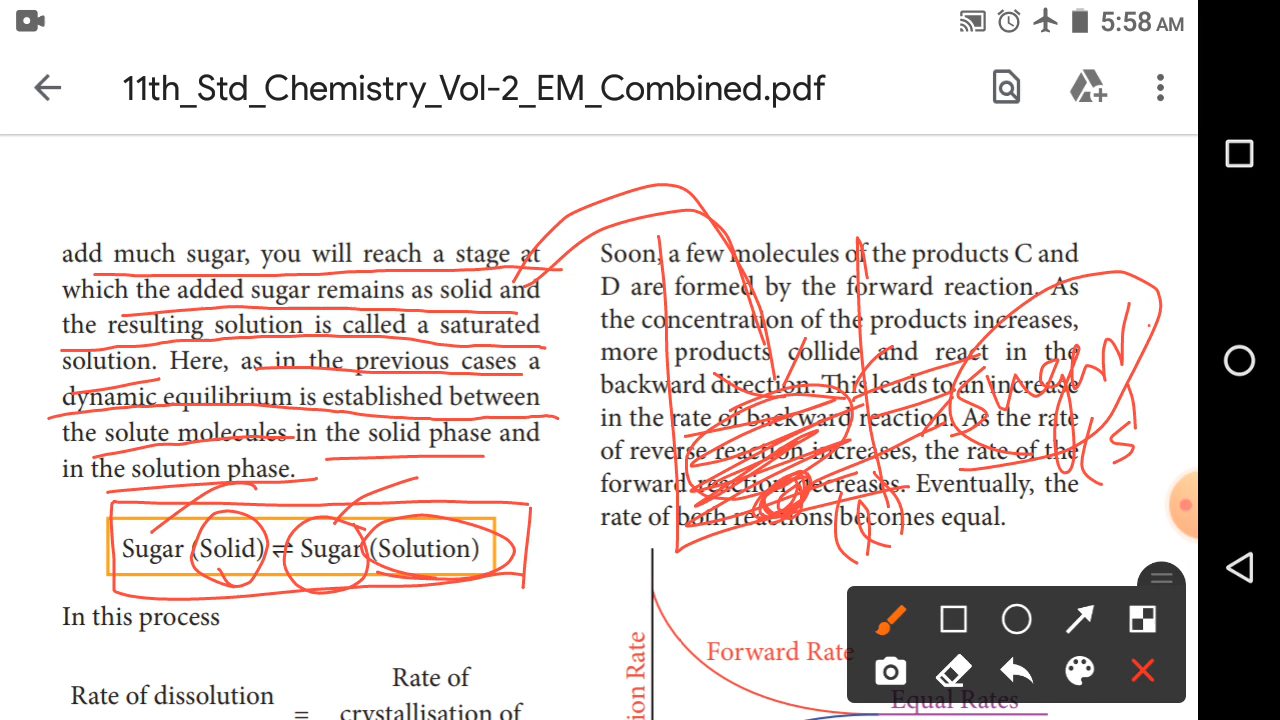 5:58 AM
11th_Std_Chemistry_Vol-2_EM_Combined.pdf
add much sugar, you will reach a stage at
which the added sugar remains as solid and
the resulting solution is called a saturated
solution. Here, as in the previous cases a
dynamic equilibrium is established between
the solute molecules in the solid phase and
in the solution phase.
Sugar (Solid) ⇌ Sugar (Solution)
In this process
Rate of dissolution
=
Rate of
crystallisation of
Soon, a few molecules of the products C and
D are formed by the forward reaction. As
the concentration of the products increases,
more products collide and react in the
backward direction. This leads to an increase
in the rate of backward reaction. As the rate
of reverse reaction increases, the rate of the
forward reaction decreases. Eventually, the
rate of both reactions becomes equal.
Sugar
(s)
ion Rate
Forward Rate
Equal Rates